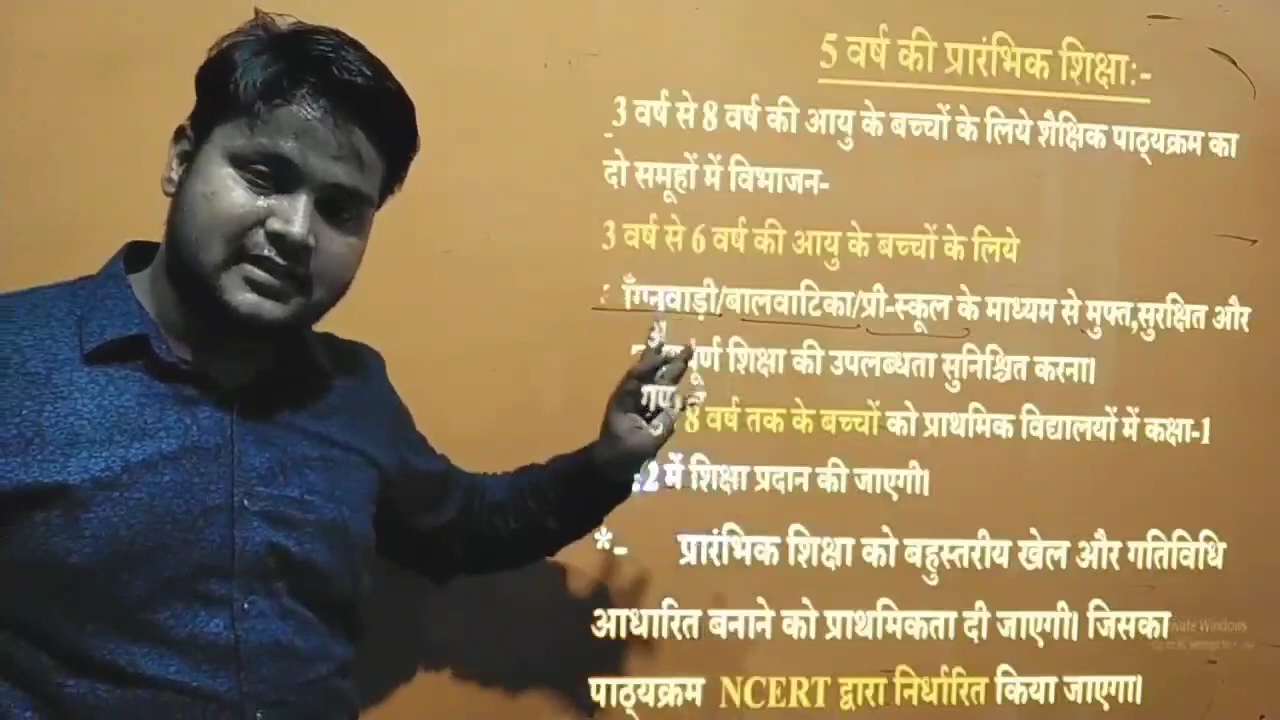 5 वर्ष की प्रारंभिक शिक्षा:-
3 वर्ष से 8 वर्ष की आयु के बच्चों के लिये शैक्षिक पाठ्यक्रम का
दो समूहों में विभाजन-
3 वर्ष से 6 वर्ष की आयु के बच्चों के लिये
/बालवाटिका/प्री-स्कूल के माध्यम से मुफ्त,सुरक्षित और
शिक्षा की उपलब्धता सुनिश्चित करना।
8 वर्ष तक के बच्चों को प्राथमिक विद्यालयों में कक्षा-1
2 में शिक्षा प्रदान की जाएगी।
*- प्रारंभिक शिक्षा को बहुस्तरीय खेल और गतिविधि
आधारित बनाने को प्राथमिकता दी जाएगी। जिसका
पाठ्यक्रम NCERT द्वारा निर्धारित किया जाएगा।